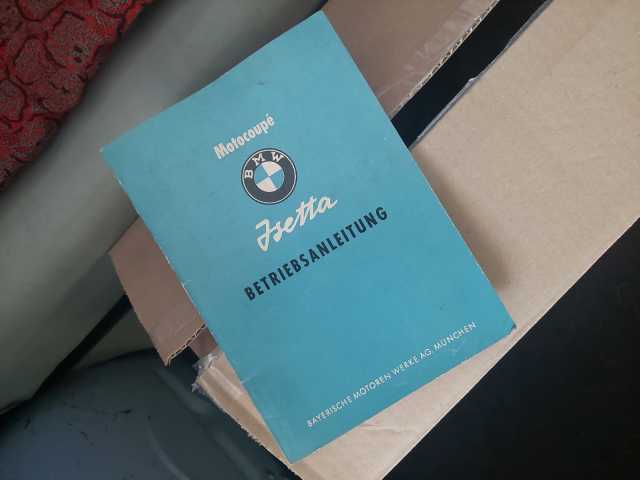 Motocoupé
BMW
Isetta
BETRIEBSANLEITUNG
BAYERISCHE MOTOREN WERKE AG. MÜNCHEN